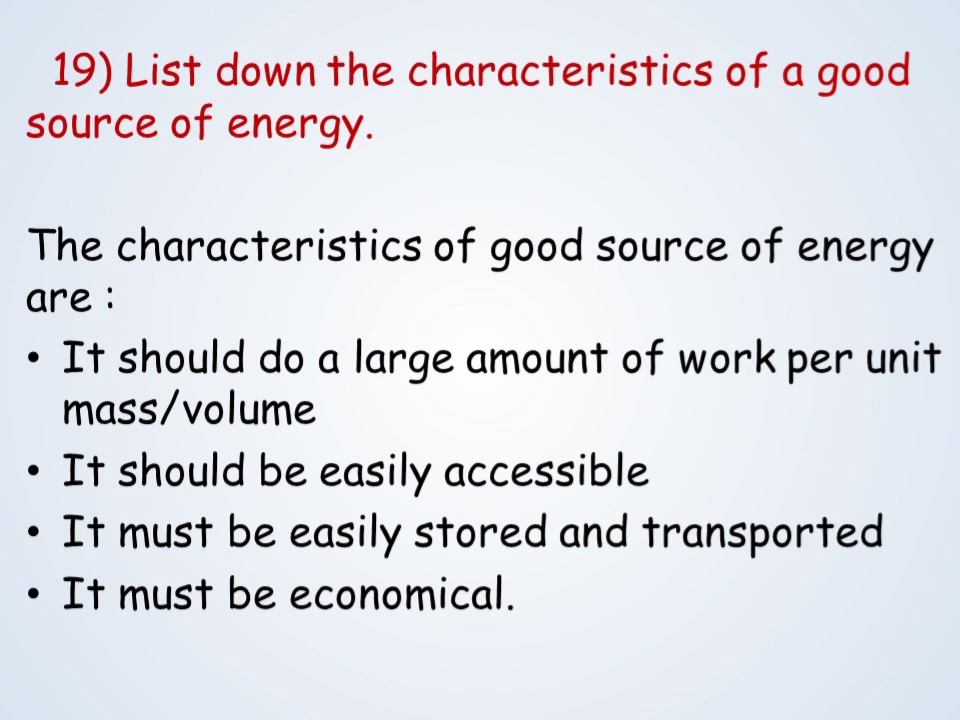 19) List down the characteristics of a good
source of energy.
The characteristics of good source of energy
are :
• It should do a large amount of work per unit
mass/volume
• It should be easily accessible
• It must be easily stored and transported
• It must be economical.